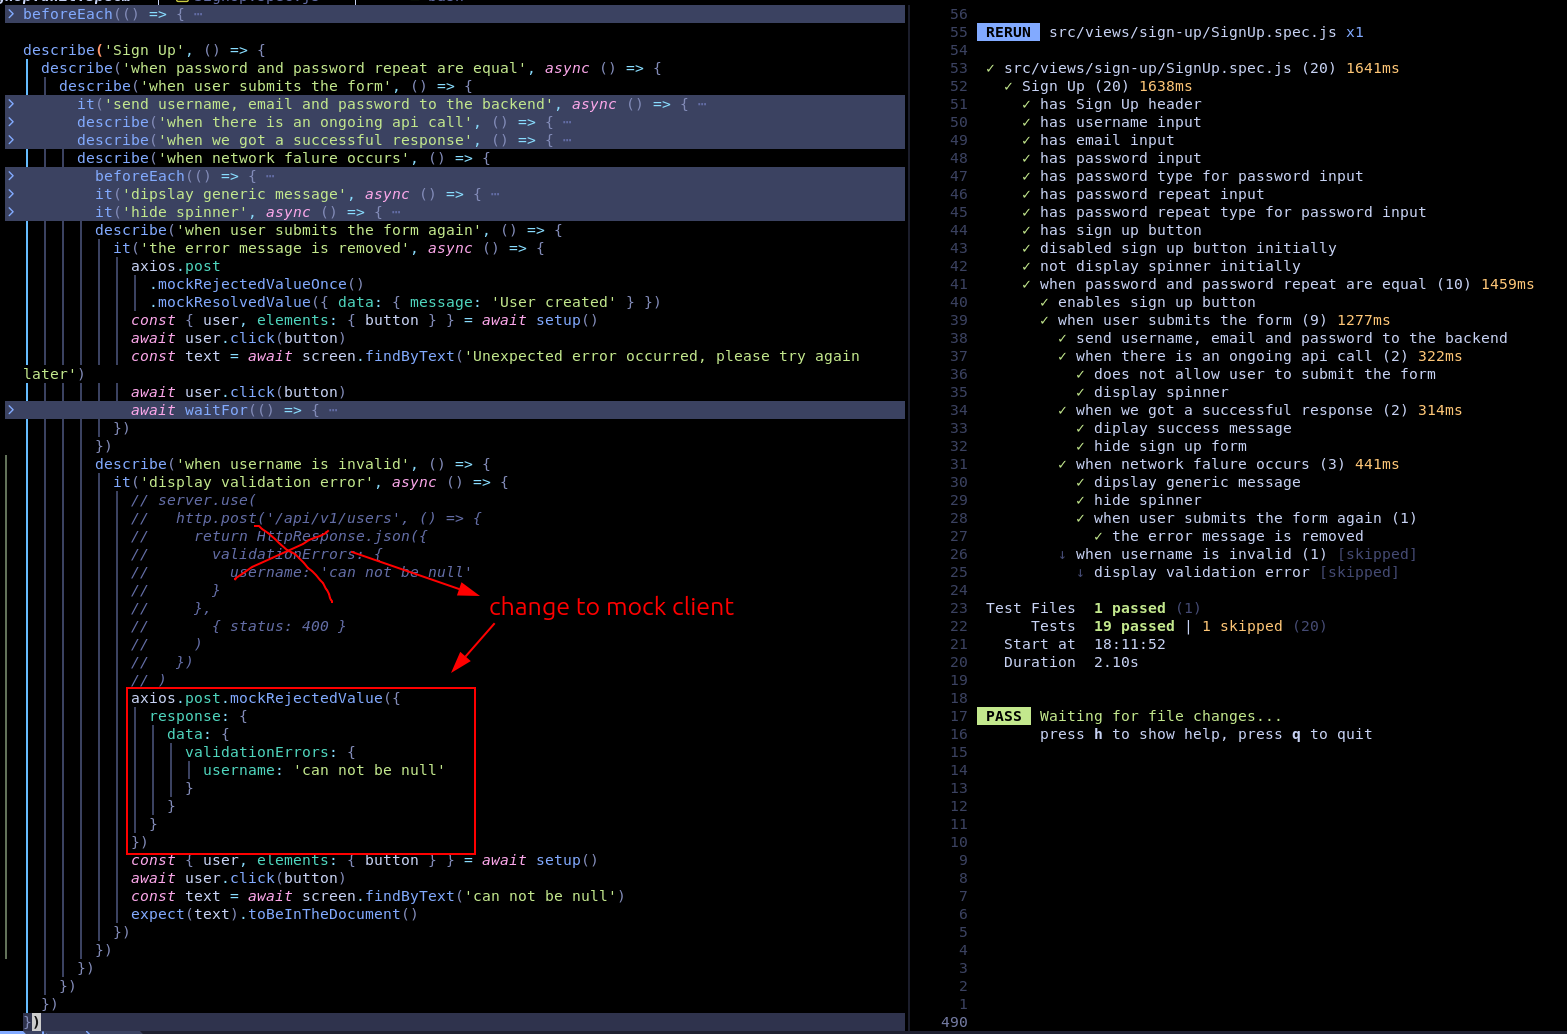 beforeEach(() => { ⋯
describe('Sign Up', () => {
describe('when password and password repeat are equal', async () => {
describe('when user submits the form', () => {
it('send username, email and password to the backend', async () => { ⋯
describe('when there is an ongoing api call', () => { ⋯
describe('when we got a successful response', () => { ⋯
describe('when network falure occurs', () => {
beforeEach(() => { ⋯
it('dipslay generic message', async () => { ⋯
it('hide spinner', async () => { ⋯
describe('when user submits the form again', () => {
it('the error message is removed', async () => {
axios.post
.mockRejectedValueOnce()
.mockResolvedValue({ data: { message: 'User created' } })
const { user, elements: { button } } = await setup()
await user.click(button)
const text = await screen.findByText('Unexpected error occurred, please try again
later')
await user.click(button)
await waitFor(() => { ⋯
})
})
describe('when username is invalid', () => {
it('display validation error', async () => {
// server.use(
//   http.post('/api/v1/users', () => {
//     return HttpResponse.json({
//       validationErrors: {
//         username: 'can not be null'
//       }
//     },
//       { status: 400 }
//     )
//   })
// )
change to mock client
axios.post.mockRejectedValue({
response: {
data: {
validationErrors: {
username: 'can not be null'
}
}
}
})
const { user, elements: { button } } = await setup()
await user.click(button)
const text = await screen.findByText('can not be null')
expect(text).toBeInTheDocument()
})
})
})
})
})
})
56
55 RERUN src/views/sign-up/SignUp.spec.js x1
54
53 ✓ src/views/sign-up/SignUp.spec.js (20) 1641ms
52 ✓ Sign Up (20) 1638ms
51 ✓ has Sign Up header
50 ✓ has username input
49 ✓ has email input
48 ✓ has password input
47 ✓ has password type for password input
46 ✓ has password repeat input
45 ✓ has password repeat type for password input
44 ✓ has sign up button
43 ✓ disabled sign up button initially
42 ✓ not display spinner initially
41 ✓ when password and password repeat are equal (10) 1459ms
40 ✓ enables sign up button
39 ✓ when user submits the form (9) 1277ms
38 ✓ send username, email and password to the backend
37 ✓ when there is an ongoing api call (2) 322ms
36 ✓ does not allow user to submit the form
35 ✓ display spinner
34 ✓ when we got a successful response (2) 314ms
33 ✓ diplay success message
32 ✓ hide sign up form
31 ✓ when network falure occurs (3) 441ms
30 ✓ dipslay generic message
29 ✓ hide spinner
28 ✓ when user submits the form again (1)
27 ✓ the error message is removed
26 ↓ when username is invalid (1) [skipped]
25 ↓ display validation error [skipped]
24
23 Test Files 1 passed (1)
22 Tests 19 passed | 1 skipped (20)
21 Start at 18:11:52
20 Duration 2.10s
19
18
17 PASS Waiting for file changes...
16 press h to show help, press q to quit
15
14
13
12
11
10
9
8
7
6
5
4
3
2
1
490